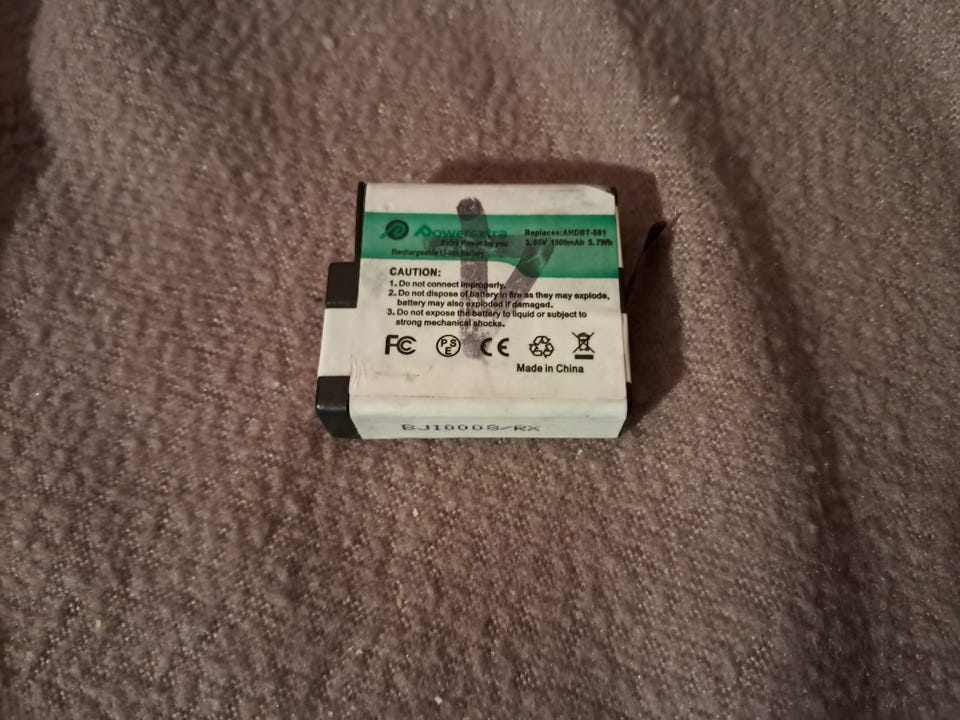 Powerextra
Extra Power for you
Rechargeable Li-ion Battery
Replaces:AHDBT-501
3.85V 1500mAh 5.7Wh
CAUTION:
1. Do not connect improperly.
2. Do not dispose of battery in fire as they may explode,
battery may also exploded if damaged.
3. Do not expose the battery to liquid or subject to
strong mechanical shocks.
FC PSE CE
Made in China
BJ18008/RX